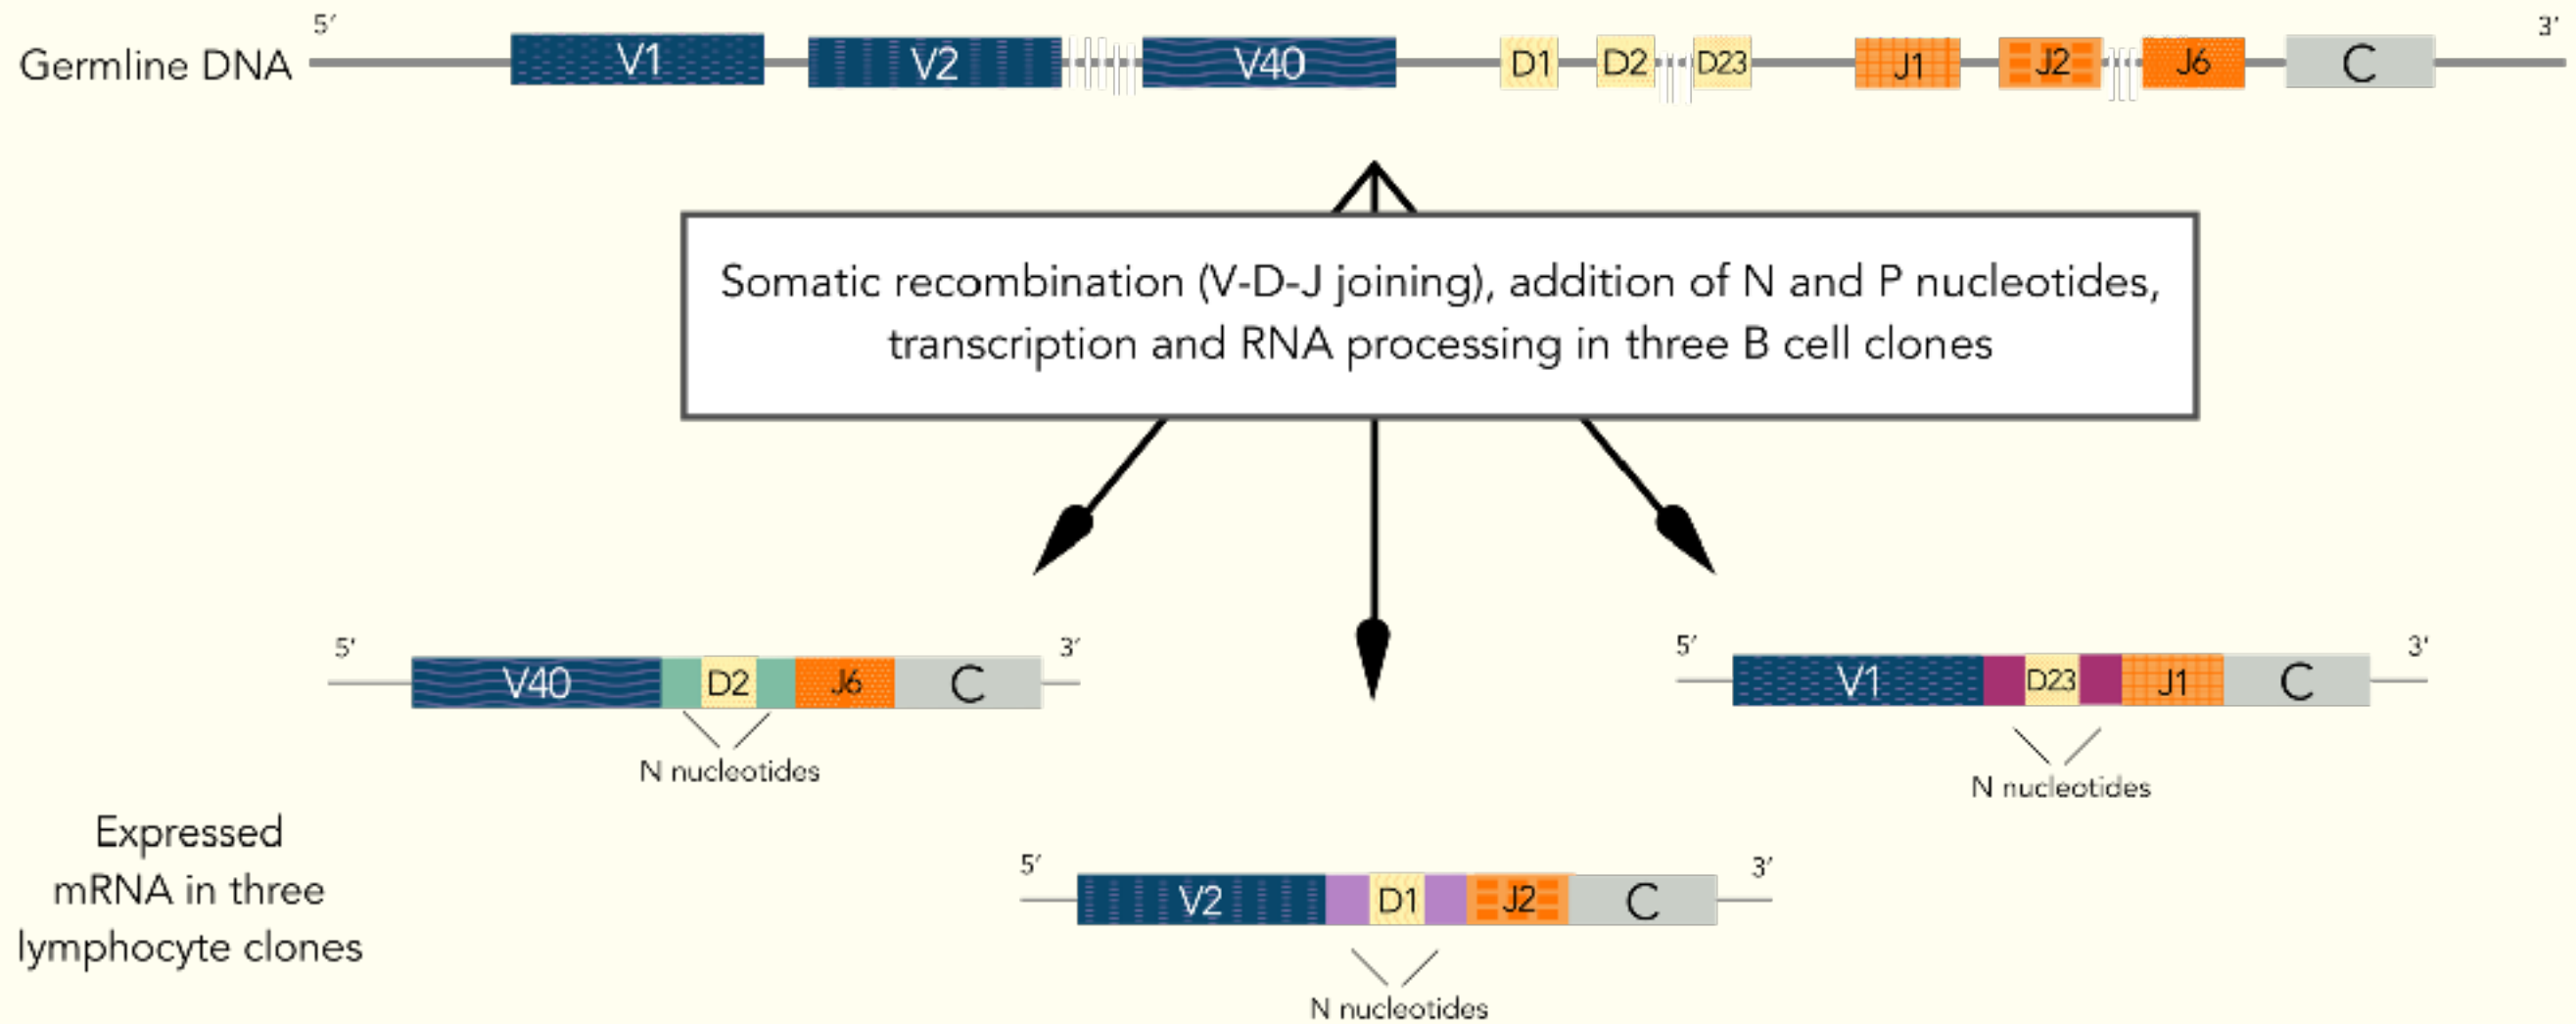 5′ 3′
Germline DNA V1 V2 V40 D1 D2 D23 J1 J2 J6 C
Somatic recombination (V-D-J joining), addition of N and P nucleotides,
transcription and RNA processing in three B cell clones
5′ 3′
V40 D2 J6 C
N nucleotides
5′ 3′
V1 D23 J1 C
N nucleotides
Expressed
mRNA in three
lymphocyte clones
5′ 3′
V2 D1 J2 C
N nucleotides